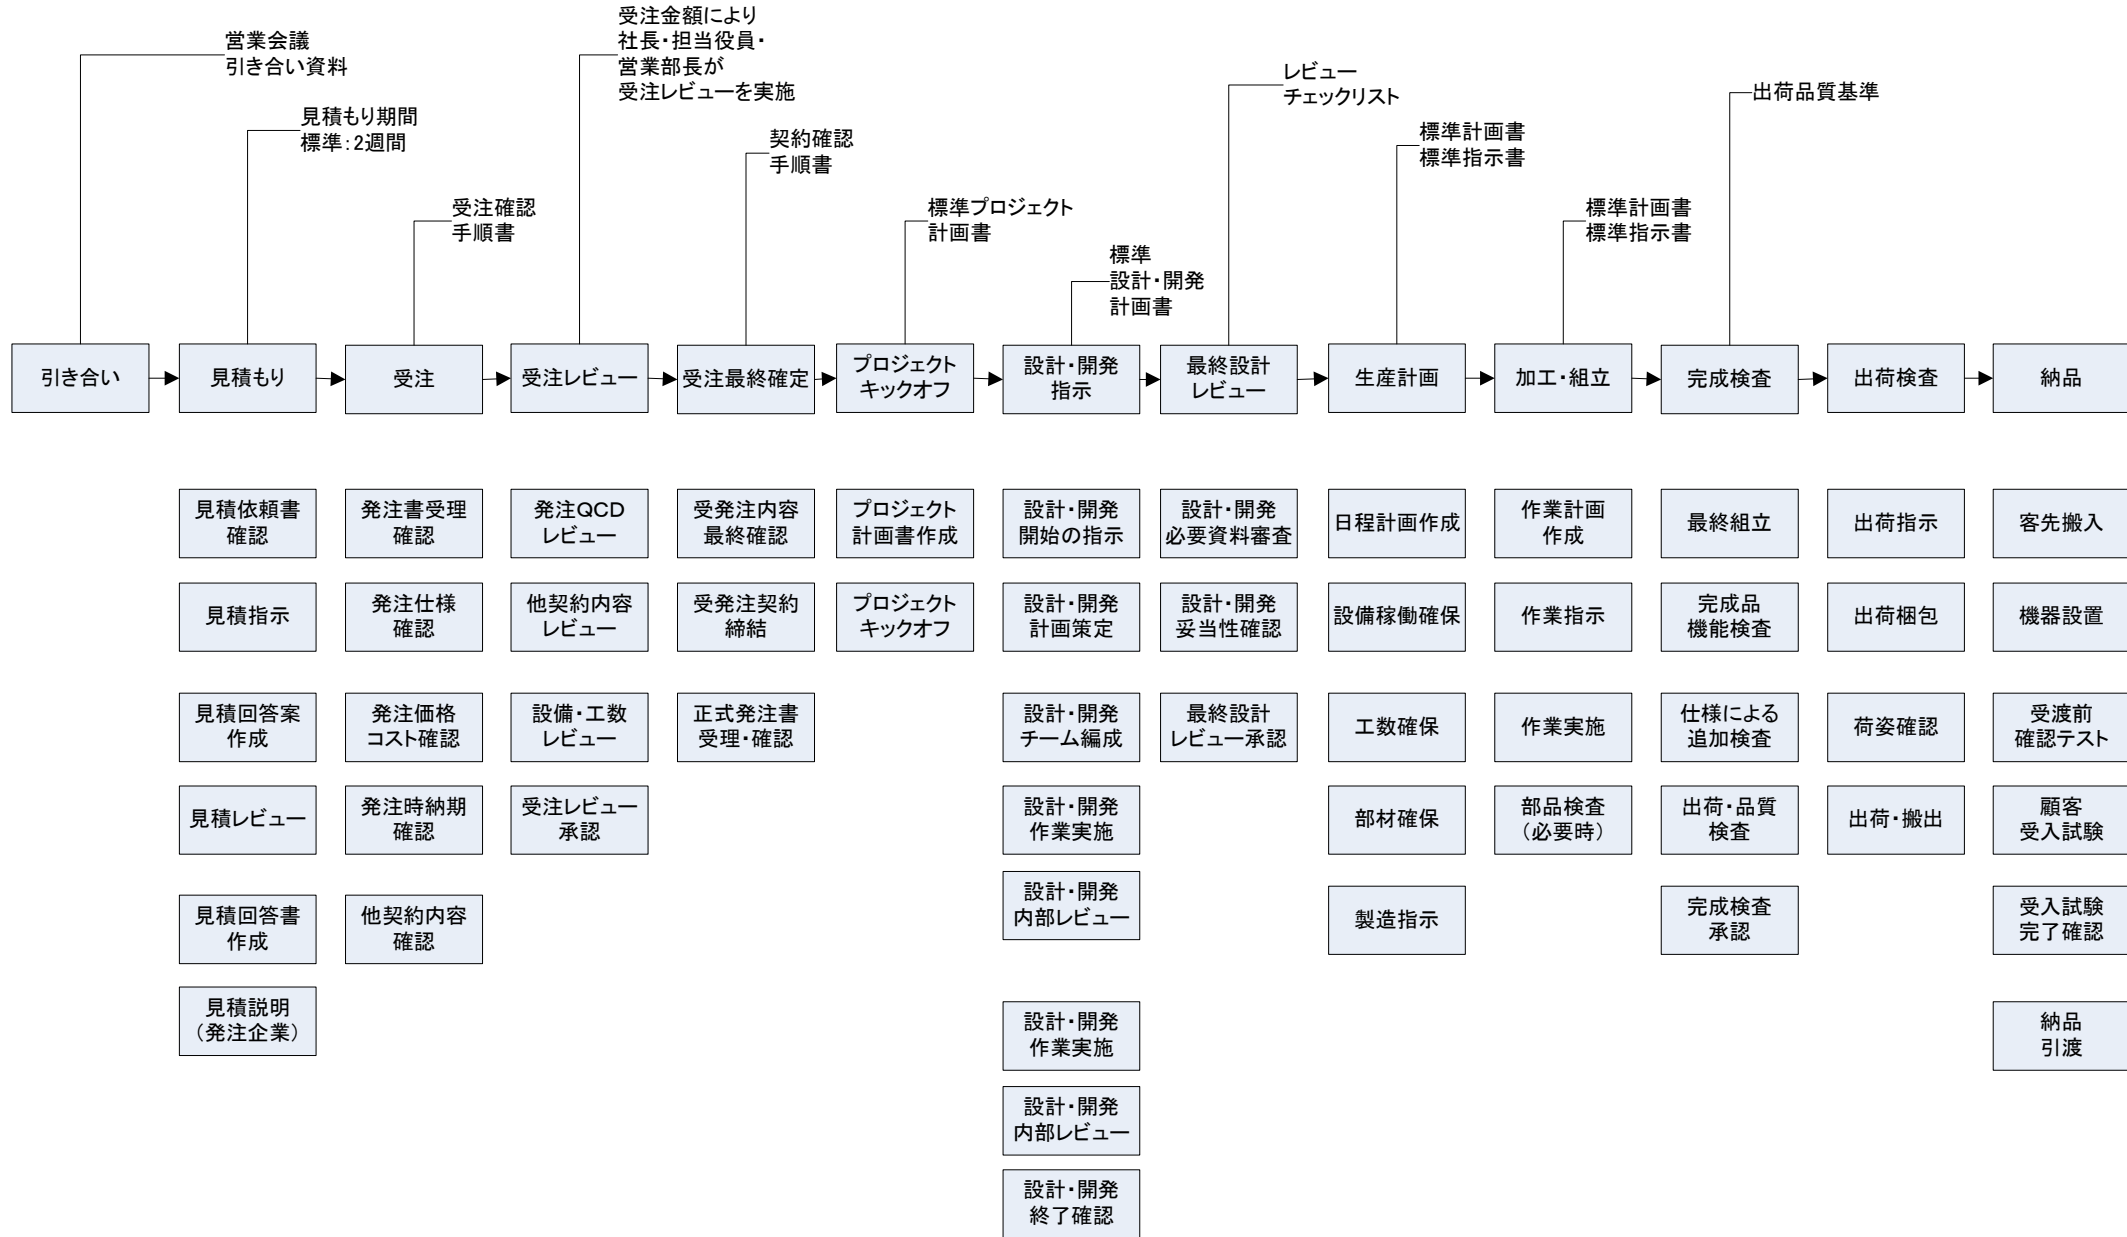 営業会議
引き合い資料
見積もり期間
標準:2週間
受注確認
手順書
受注金額により
社長・担当役員・
営業部長が
受注レビューを実施
契約確認
手順書
標準プロジェクト
計画書
標準
設計・開発
計画書
レビュー
チェックリスト
標準計画書
標準指示書
標準計画書
標準指示書
出荷品質基準
引き合い
見積もり
受注
受注レビュー
受注最終確定
プロジェクト
キックオフ
設計・開発
指示
最終設計
レビュー
生産計画
加工・組立
完成検査
出荷検査
納品
見積依頼書
確認
見積指示
見積回答案
作成
見積レビュー
見積回答書
作成
見積説明
(発注企業)
発注書受理
確認
発注仕様
確認
発注価格
コスト確認
発注時納期
確認
他契約内容
確認
発注QCD
レビュー
他契約内容
レビュー
設備・工数
レビュー
受注レビュー
承認
受発注内容
最終確認
受発注契約
締結
正式発注書
受理・確認
プロジェクト
計画書作成
プロジェクト
キックオフ
設計・開発
開始の指示
設計・開発
計画策定
設計・開発
チーム編成
設計・開発
作業実施
設計・開発
内部レビュー
設計・開発
作業実施
設計・開発
内部レビュー
設計・開発
終了確認
設計・開発
必要資料審査
設計・開発
妥当性確認
最終設計
レビュー承認
日程計画作成
設備稼働確保
工数確保
部材確保
製造指示
作業計画
作成
作業指示
作業実施
部品検査
(必要時)
最終組立
完成品
機能検査
仕様による
追加検査
出荷・品質
検査
完成検査
承認
出荷指示
出荷梱包
荷姿確認
出荷・搬出
客先搬入
機器設置
受渡前
確認テスト
顧客
受入試験
受入試験
完了確認
納品
引渡